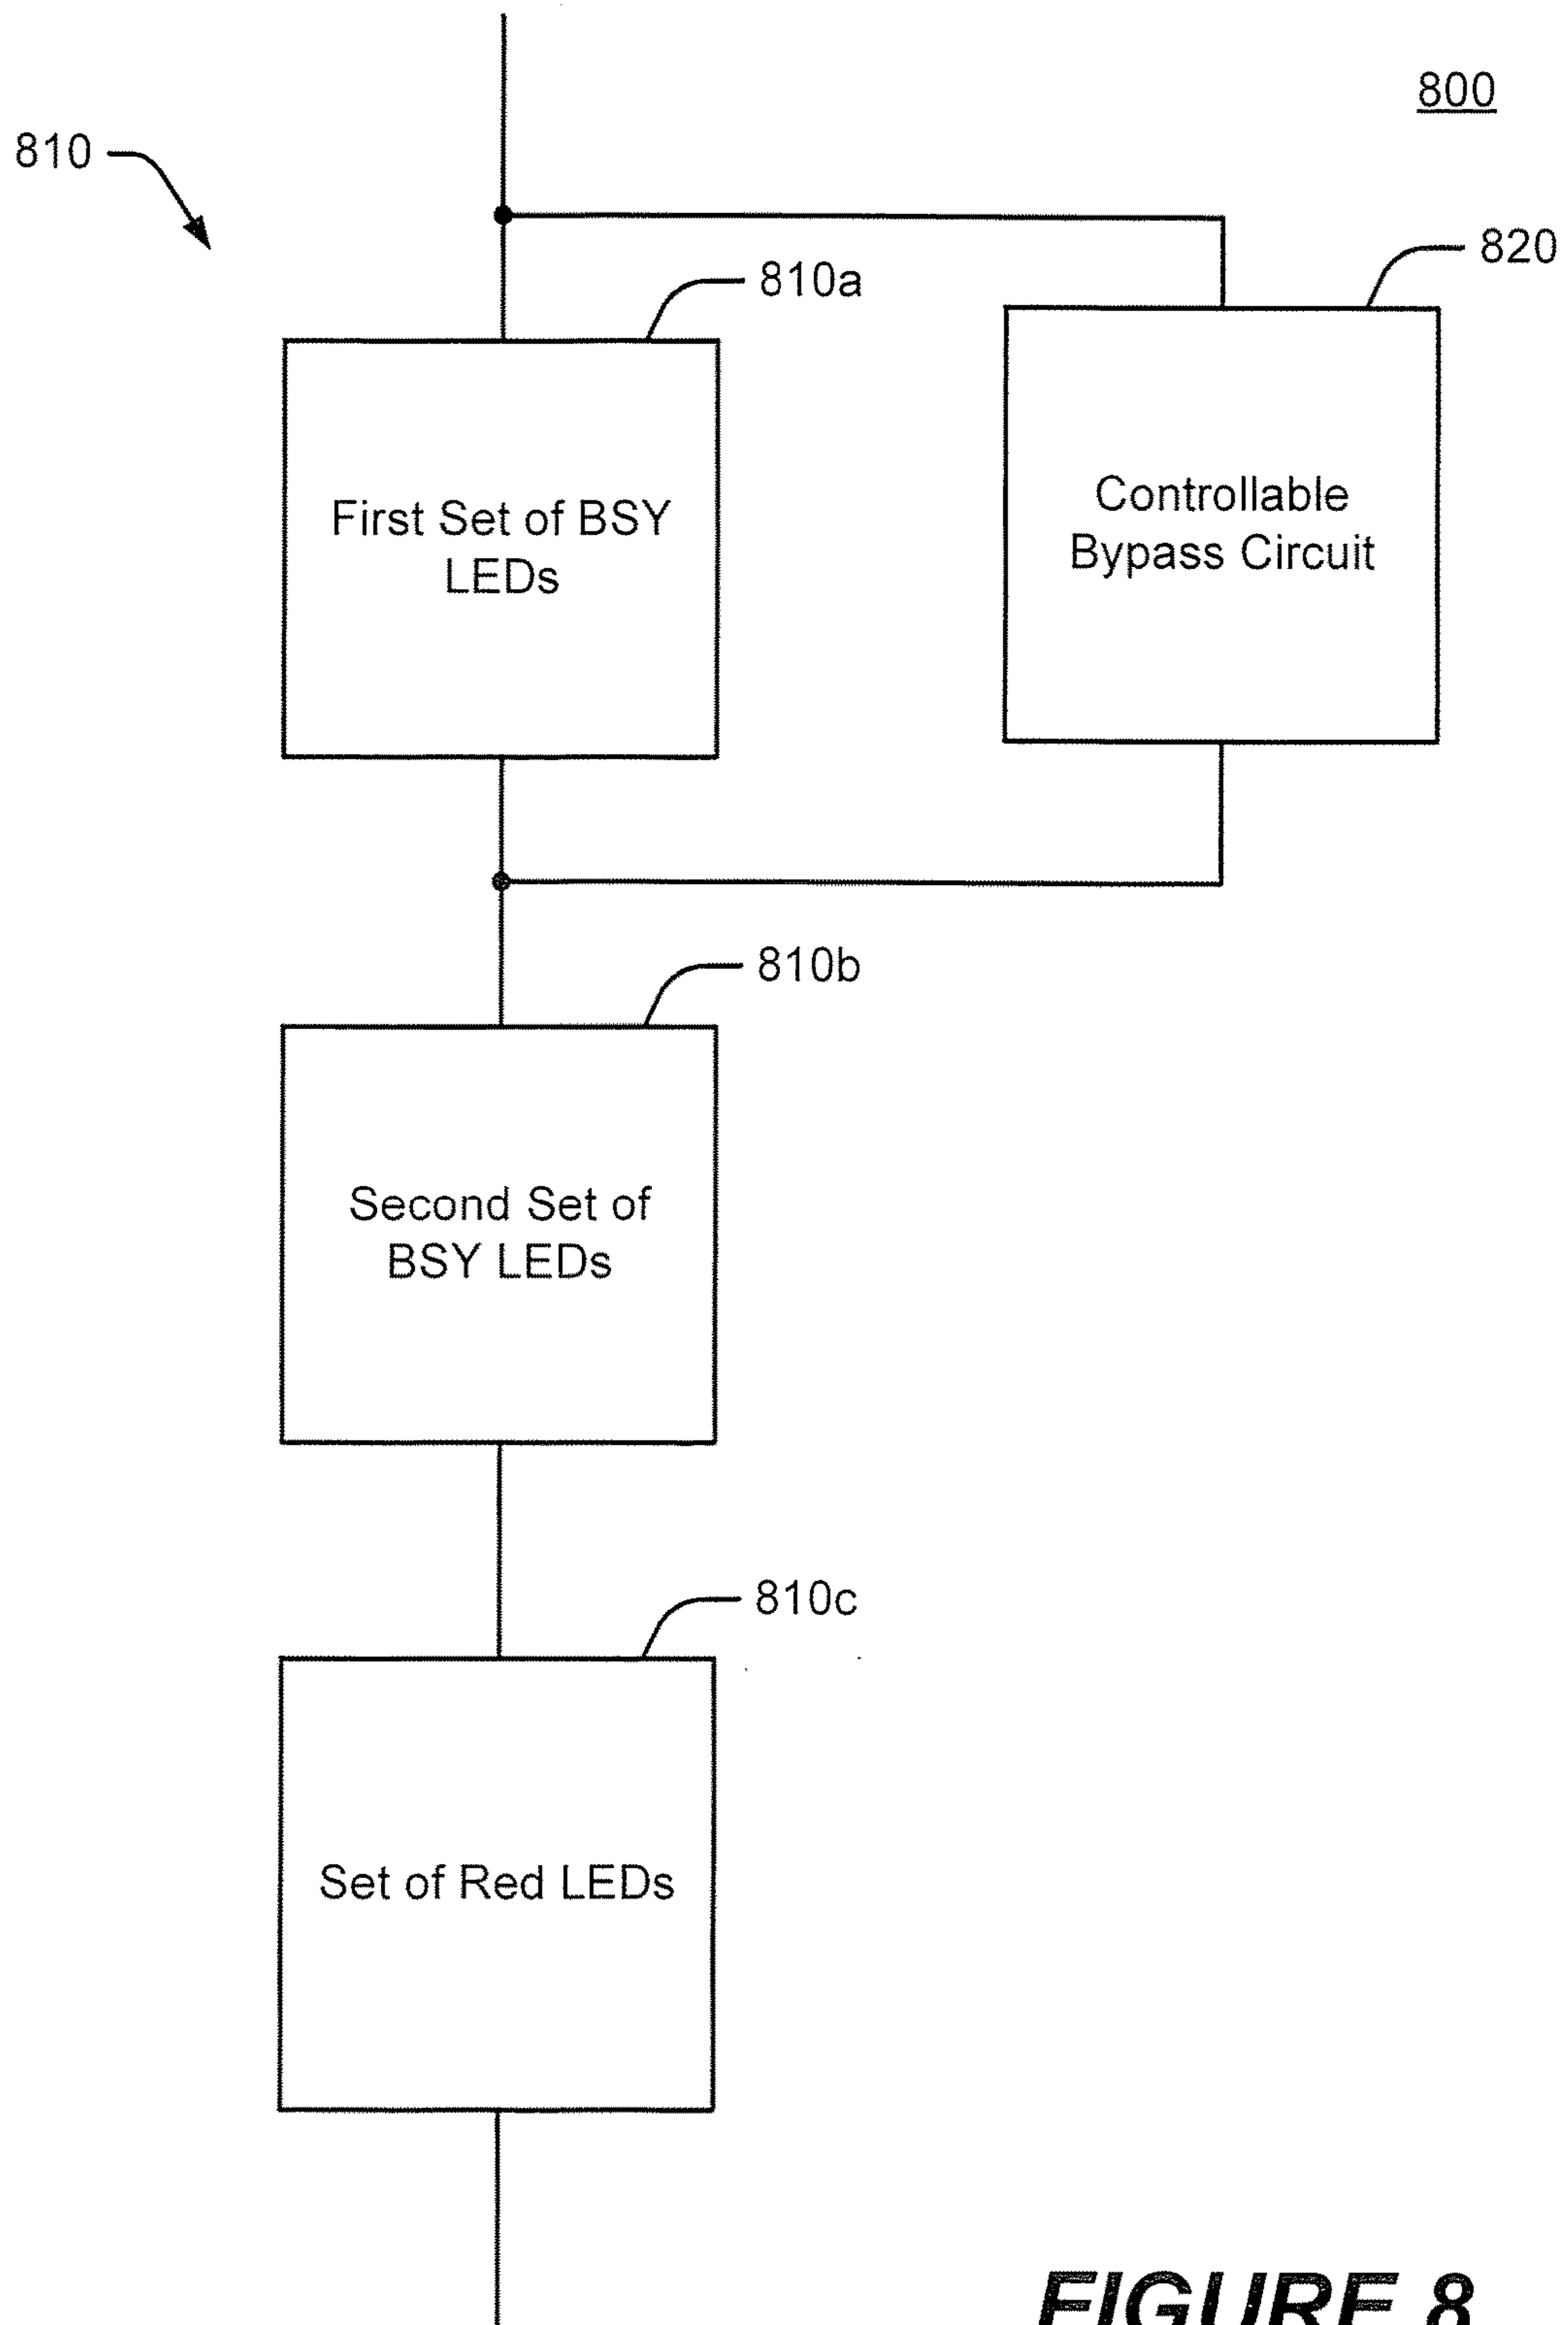 800
810
820
810a
First Set of BSY
LEDs
Controllable
Bypass Circuit
810b
Second Set of
BSY LEDs
810c
Set of Red LEDs
FIGURE 8